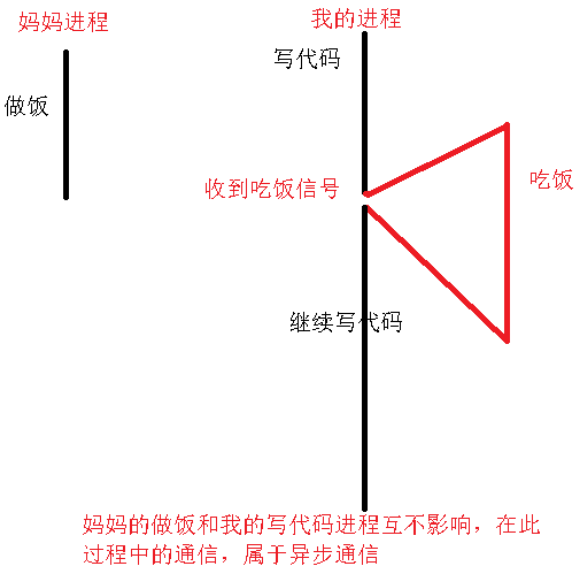 妈妈进程
我的进程
写代码
做饭
收到吃饭信号
吃饭
继续写代码
妈妈的做饭和我的写代码进程互不影响，在此
过程中的通信，属于异步通信